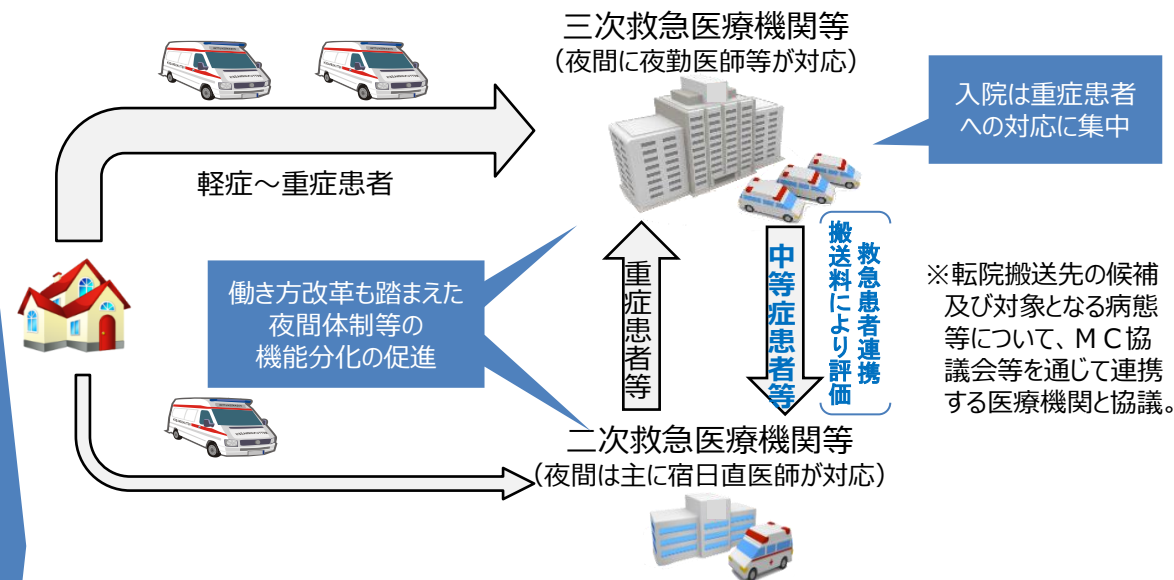 三次救急医療機関等
（夜間に夜勤医師等が対応）
入院は重症患者
への対応に集中
軽症～重症患者
働き方改革も踏まえた
夜間体制等の
機能分化の促進
重症患者等
中等症患者等
救急患者連携
搬送料により評価
※転院搬送先の候補
及び対象となる病態
等について、ＭＣ協
議会等を通じて連携
する医療機関と協議。
二次救急医療機関等
（夜間は主に宿日直医師が対応）